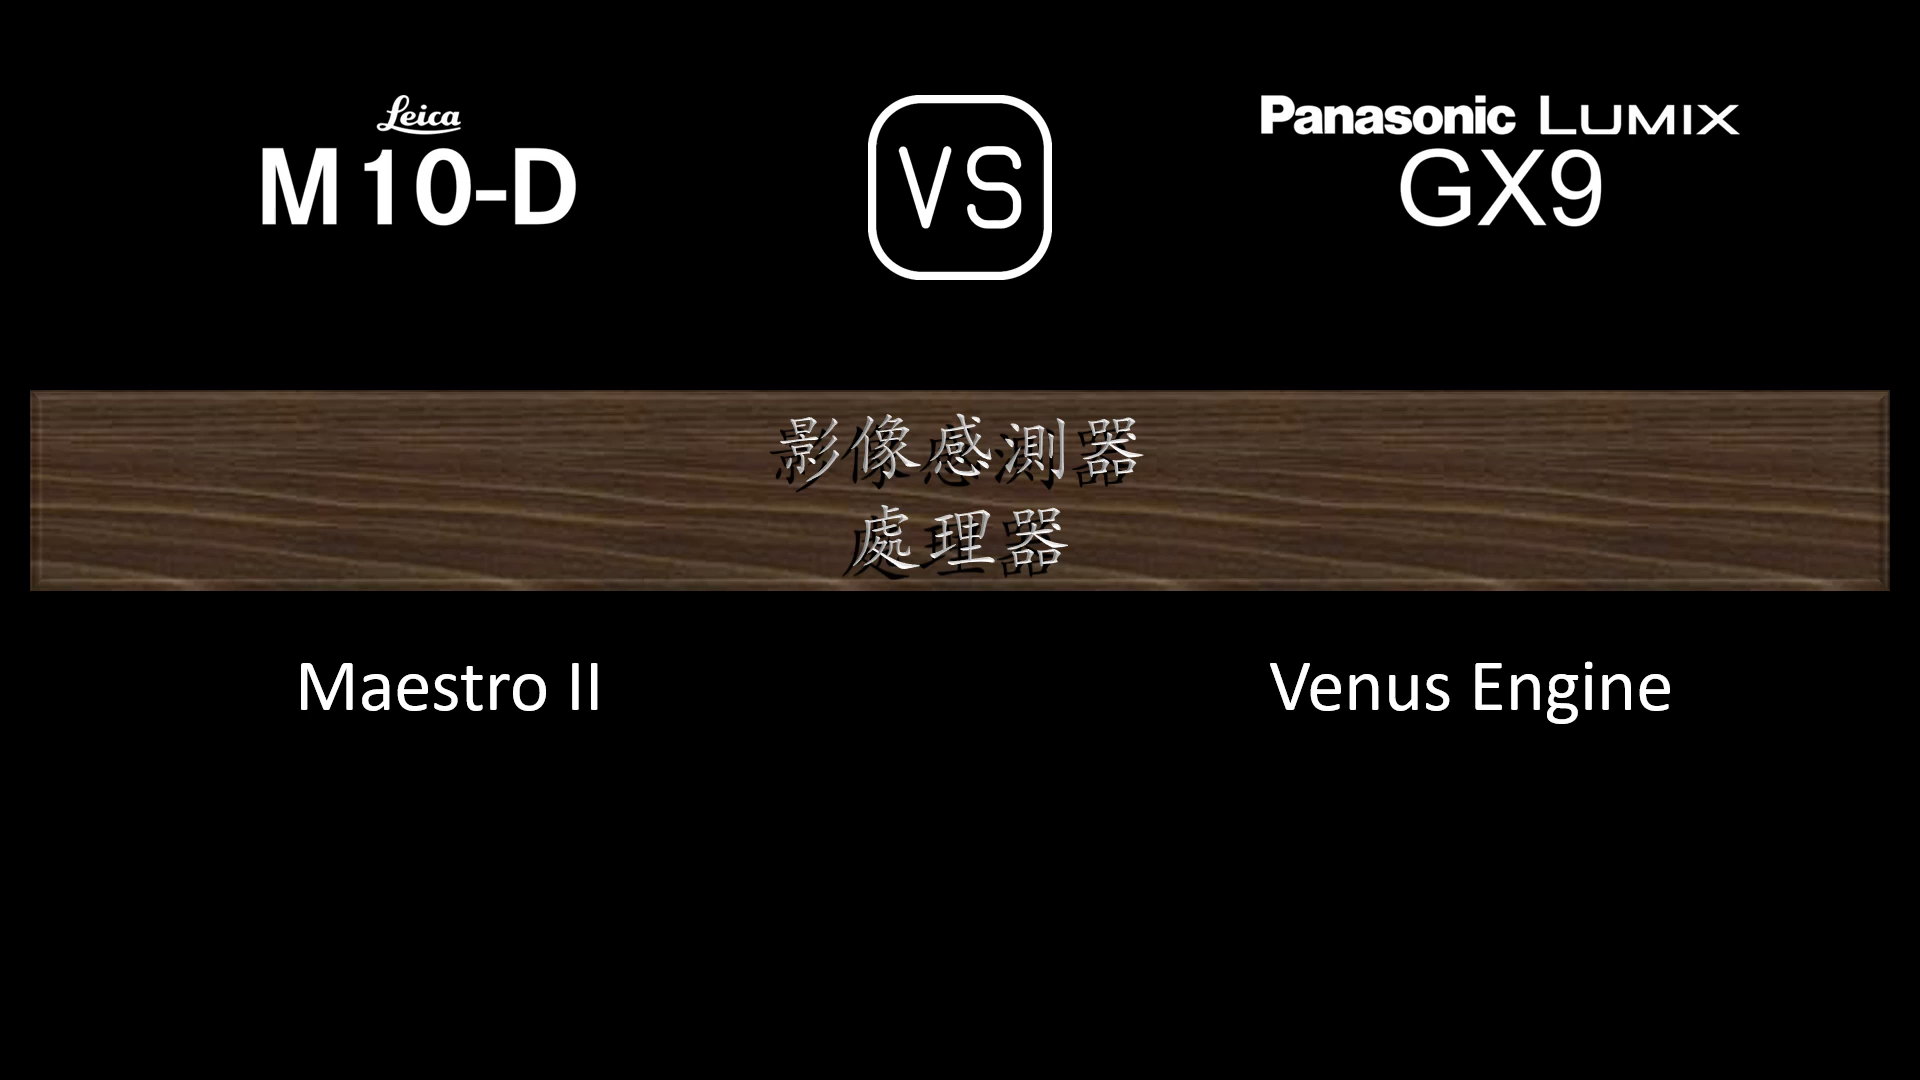 Leica
M10-D
VS
Panasonic LUMIX
GX9
影像感測器
處理器
Maestro II
Venus Engine